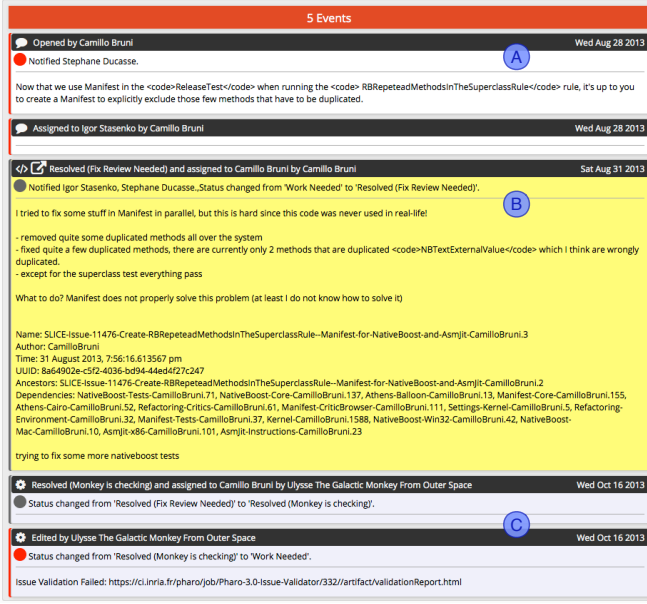 5 Events
Opened by Camillo Bruni Wed Aug 28 2013
Notified Stephane Ducasse.
A
Now that we use Manifest in the <code>ReleaseTest</code> when running the <code> RBRepeteadMethodsInTheSuperclassRule</code> rule, it's up to you
to create a Manifest to explicitly exclude those few methods that have to be duplicated.
Assigned to Igor Stasenko by Camillo Bruni Wed Aug 28 2013
</> Resolved (Fix Review Needed) and assigned to Camillo Bruni by Camillo Bruni Sat Aug 31 2013
Notified Igor Stasenko, Stephane Ducasse.,Status changed from 'Work Needed' to 'Resolved (Fix Review Needed)'.
B
I tried to fix some stuff in Manifest in parallel, but this is hard since this code was never used in real-life!
- removed quite some duplicated methods all over the system
- fixed quite a few duplicated methods, there are currently only 2 methods that are duplicated <code>NBTextExternalValue</code> which I think are wrongly
duplicated.
- except for the superclass test everything pass
What to do? Manifest does not properly solve this problem (at least I do not know how to solve it)
Name: SLICE-Issue-11476-Create-RBRepeteadMethodsInTheSuperclassRule--Manifest-for-NativeBoost-and-AsmJit-CamilloBruni.3
Author: CamilloBruni
Time: 31 August 2013, 7:56:16.613567 pm
UUID: 8a64902e-c5f2-4036-bd94-44ed4f27c247
Ancestors: SLICE-Issue-11476-Create-RBRepeteadMethodsInTheSuperclassRule--Manifest-for-NativeBoost-and-AsmJit-CamilloBruni.2
Dependencies: NativeBoost-Tests-CamilloBruni.71, NativeBoost-Core-CamilloBruni.137, Athens-Balloon-CamilloBruni.13, Manifest-Core-CamilloBruni.155,
Athens-Cairo-CamilloBruni.52, Refactoring-Critics-CamilloBruni.61, Manifest-CriticBrowser-CamilloBruni.111, Settings-Kernel-CamilloBruni.5, Refactoring-
Environment-CamilloBruni.32, Manifest-Tests-CamilloBruni.37, Kernel-CamilloBruni.1588, NativeBoost-Win32-CamilloBruni.42, NativeBoost-
Mac-CamilloBruni.10, AsmJit-x86-CamilloBruni.101, AsmJit-Instructions-CamilloBruni.23
trying to fix some more nativeboost tests
Resolved (Monkey is checking) and assigned to Camillo Bruni by Ulysse The Galactic Monkey From Outer Space Wed Oct 16 2013
Status changed from 'Resolved (Fix Review Needed)' to 'Resolved (Monkey is checking)'.
C
Edited by Ulysse The Galactic Monkey From Outer Space Wed Oct 16 2013
Status changed from 'Resolved (Monkey is checking)' to 'Work Needed'.
Issue Validation Failed: https://ci.inria.fr/pharo/job/Pharo-3.0-Issue-Validator/332//artifact/validationReport.html